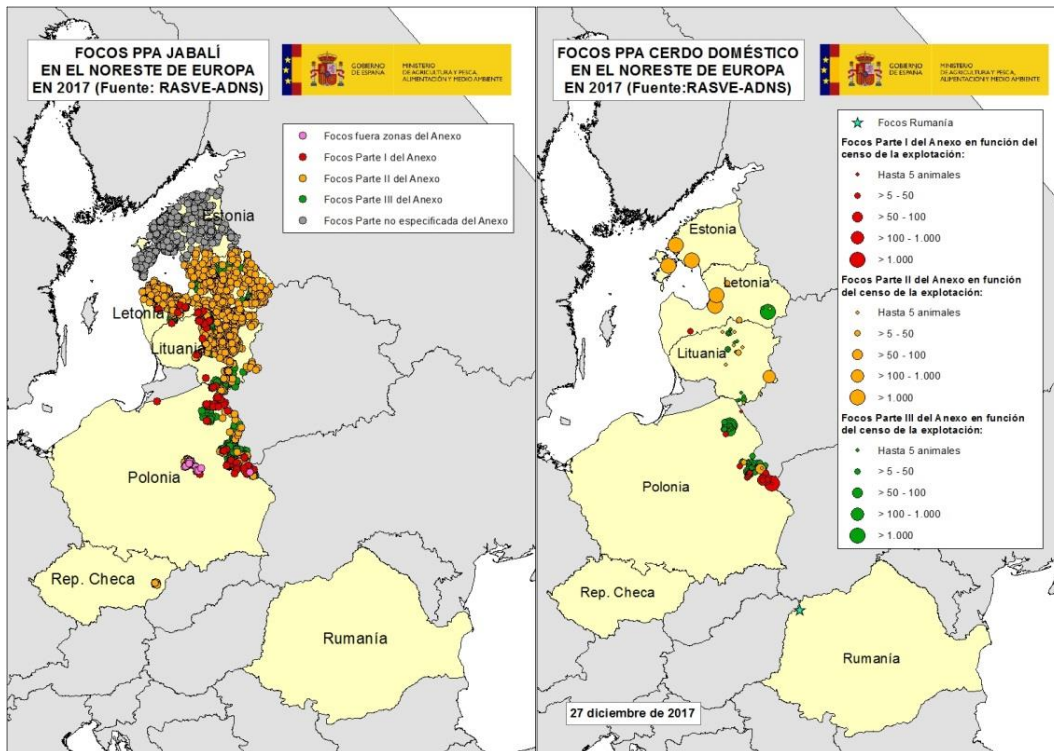 FOCOS PPA JABALÍ
EN EL NORESTE DE EUROPA
EN 2017 (Fuente: RASVE-ADNS)
GOBIERNO
DE ESPAÑA
MINISTERIO
DE AGRICULTURA Y PESCA,
ALIMENTACIÓN Y MEDIO AMBIENTE
Focos fuera zonas del Anexo
Focos Parte I del Anexo
Focos Parte II del Anexo
Focos Parte III del Anexo
Focos Parte no especificada del Anexo
Estonia
Letonia
Lituania
Polonia
Rep. Checa
Rumanía
FOCOS PPA CERDO DOMÉSTICO
EN EL NORESTE DE EUROPA
EN 2017 (Fuente:RASVE-ADNS)
GOBIERNO
DE ESPAÑA
MINISTERIO
DE AGRICULTURA Y PESCA,
ALIMENTACIÓN Y MEDIO AMBIENTE
Focos Rumanía
Focos Parte I del Anexo en función del
censo de la explotación:
Hasta 5 animales
> 5 - 50
> 50 - 100
> 100 - 1.000
> 1.000
Focos Parte II del Anexo en función
del censo de la explotación:
Hasta 5 animales
> 5 - 50
> 50 - 100
> 100 - 1.000
> 1.000
Focos Parte III del Anexo en función
del censo de la explotación:
Hasta 5 animales
> 5 - 50
> 50 - 100
> 100 - 1.000
> 1.000
Estonia
Letonia
Lituania
Polonia
Rep. Checa
Rumanía
27 diciembre de 2017